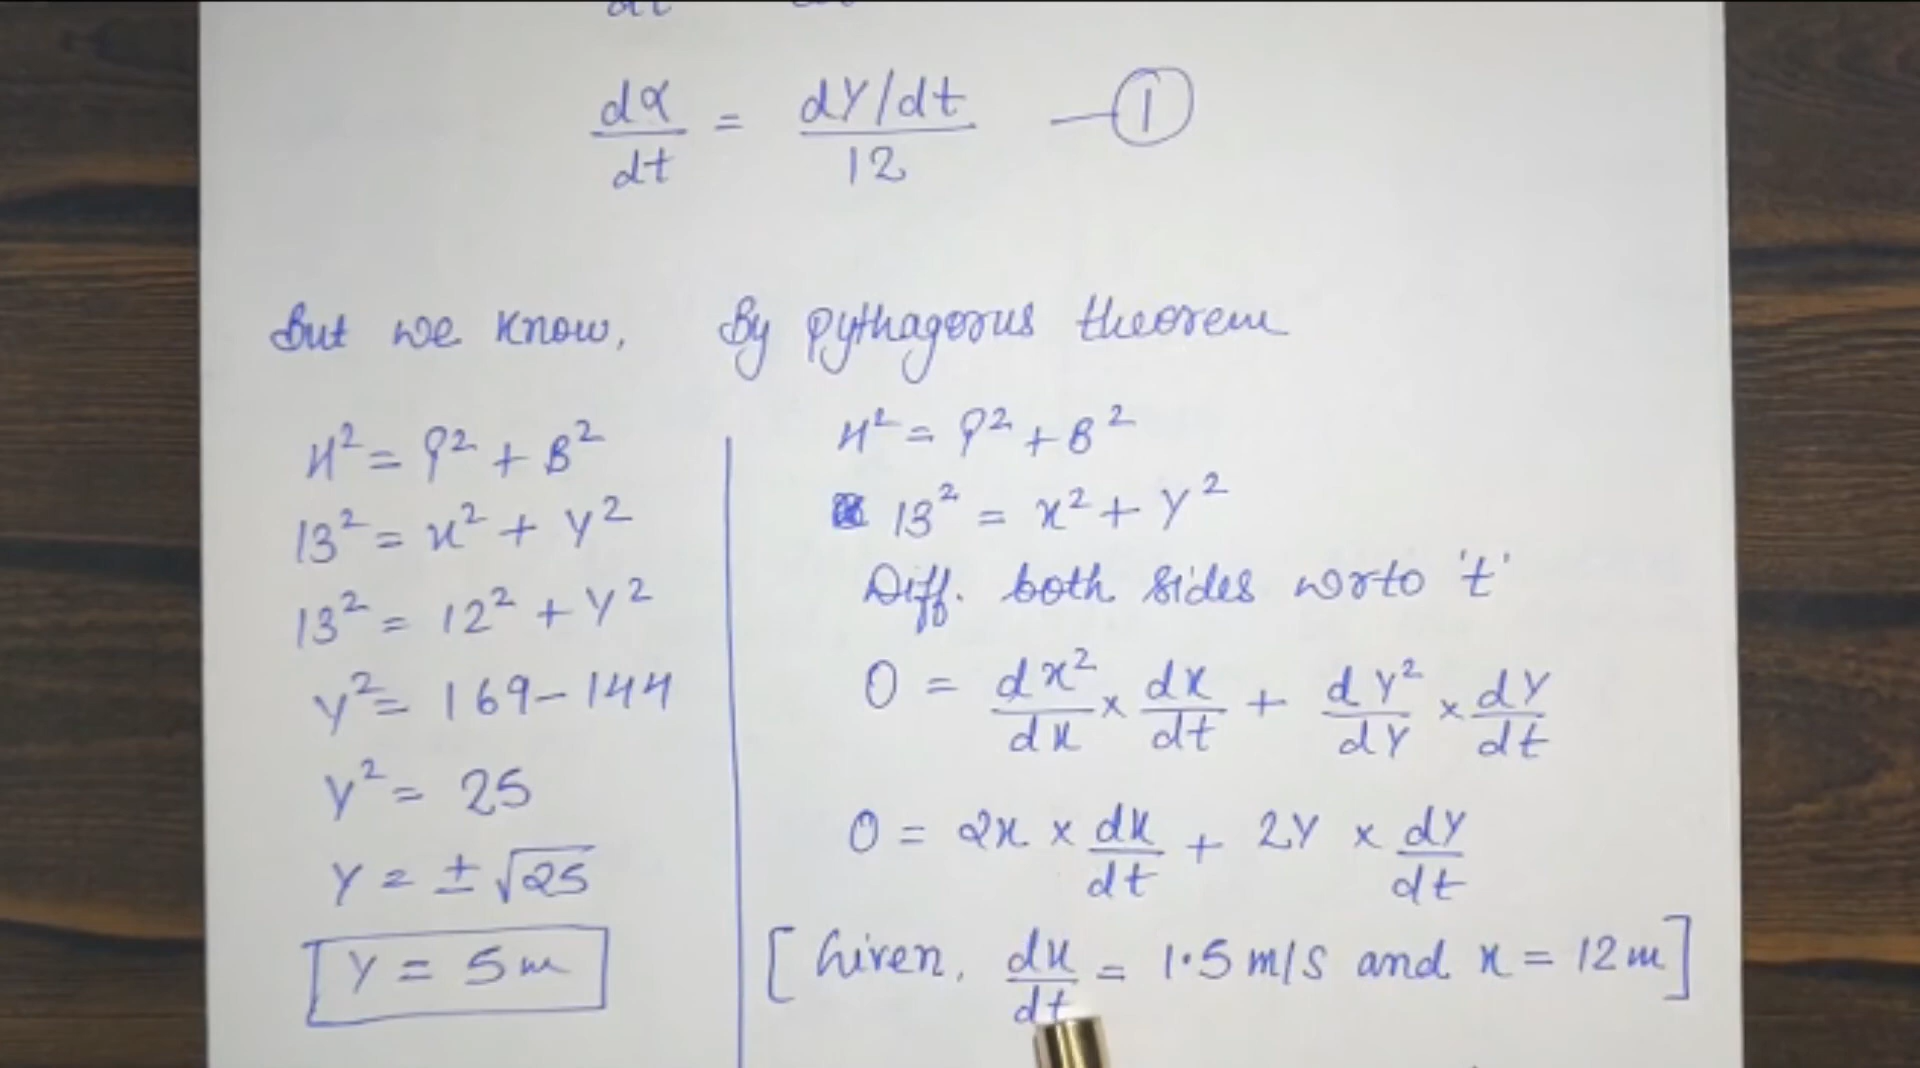 dα/dt = dY/dt / 12 —①
But we know, By pythagorus theorem
H² = P² + B²
13² = x² + Y²
13² = 12² + Y²
Y² = 169 - 144
Y² = 25
Y = ± √25
Y = 5m
H² = P² + B²
13² = x² + Y²
Diff. both sides wrto 't'
0 = dx²/dx × dx/dt + dY²/dY × dY/dt
0 = 2x × dx/dt + 2Y × dY/dt
[Given, dx/dt = 1.5 m/s and x = 12m]